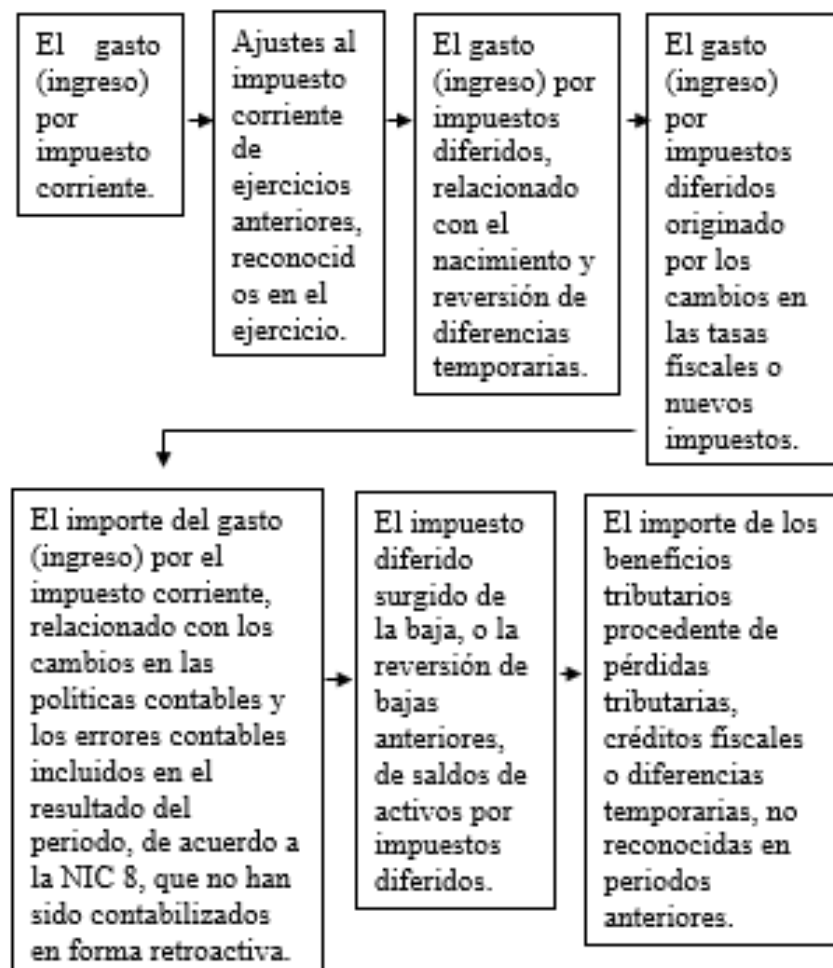 El gasto
(ingreso)
por
impuesto
corriente.
Ajustes al
impuesto
corriente
de
ejercicios
anteriores,
reconocid
os en el
ejercicio.
El gasto
(ingreso) por
impuestos
diferidos,
relacionado
con el
nacimiento y
reversión de
diferencias
temporarias.
El gasto
(ingreso)
por
impuestos
diferidos
originado
por los
cambios en
las tasas
fiscales o
nuevos
impuestos.
El importe del gasto
(ingreso) por el
impuesto corriente,
relacionado con los
cambios en las
políticas contables y
los errores contables
incluidos en el
resultado del
periodo, de acuerdo a
la NIC 8, que no han
sido contabilizados
en forma retroactiva.
El impuesto
diferido
surgido de
la baja, o la
reversión de
bajas
anteriores,
de saldos de
activos por
impuestos
diferidos.
El importe de los
beneficios
tributarios
procedente de
pérdidas
tributarias,
créditos fiscales
o diferencias
temporarias, no
reconocidas en
periodos
anteriores.